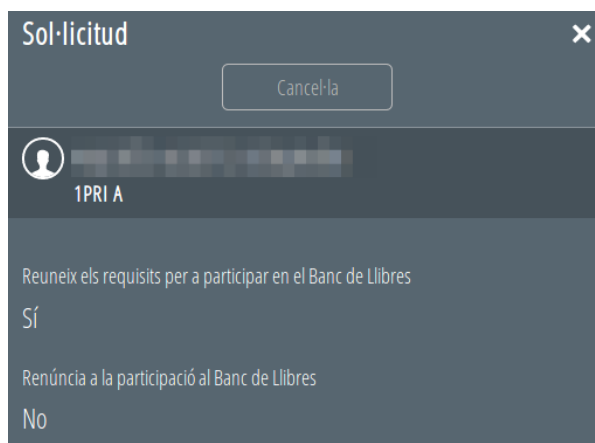 Sol·licitud
Cancel·la
1PRI A
Reuneix els requisits per a participar en el Banc de Llibres
Sí
Renúncia a la participació al Banc de Llibres
No